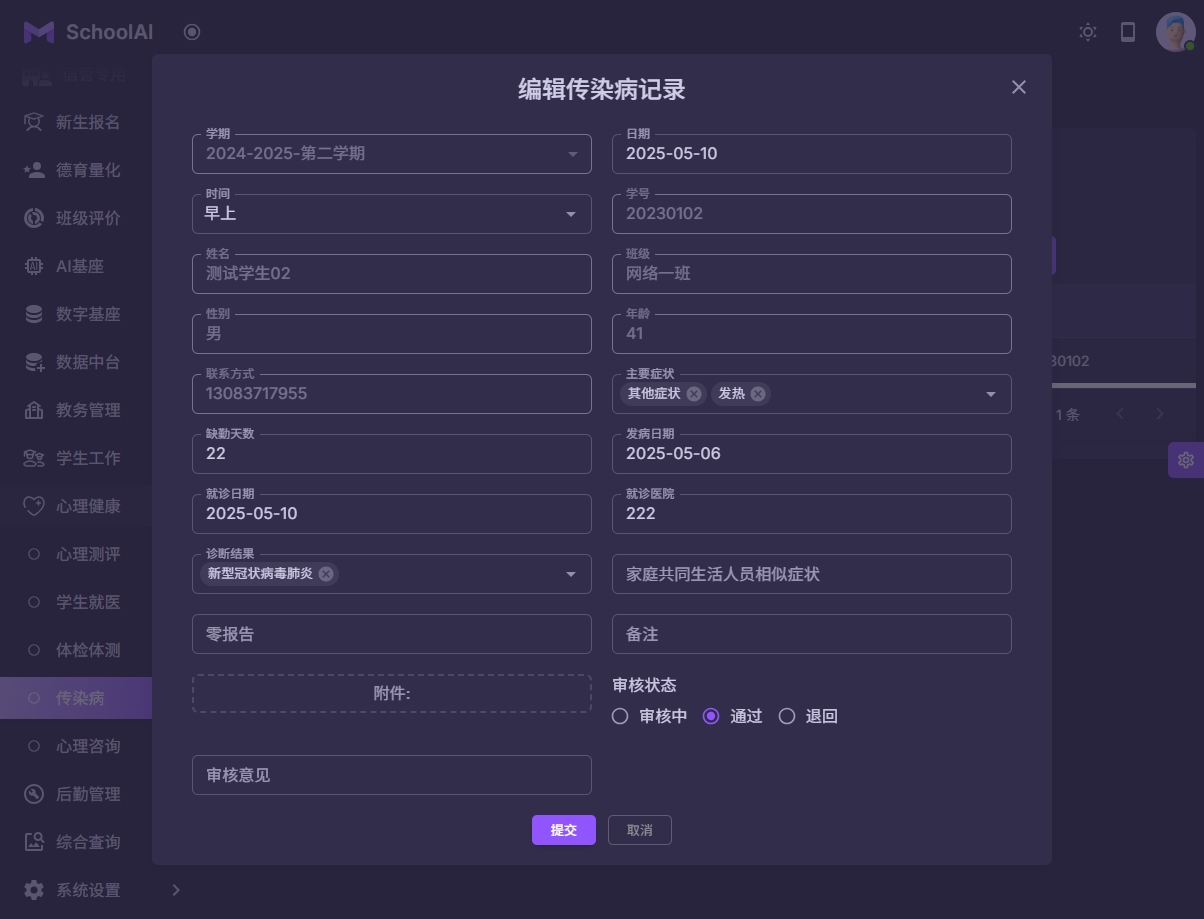 SchoolAI
新生报名
德育量化
班级评价
AI基座
数字基座
数据中台
教务管理
学生工作
心理健康
心理测评
学生就医
体检体测
传染病
心理咨询
后勤管理
综合查询
系统设置
编辑传染病记录
学期
2024-2025-第二学期
日期
2025-05-10
时间
早上
学号
20230102
姓名
测试学生02
班级
网络一班
性别
男
年龄
41
联系方式
13083717955
主要症状
其他症状 发热
缺勤天数
22
发病日期
2025-05-06
就诊日期
2025-05-10
就诊医院
222
诊断结果
新型冠状病毒肺炎
家庭共同生活人员相似症状
零报告
备注
附件:
审核状态
审核中 通过 退回
审核意见
提交 取消
30102
1 条